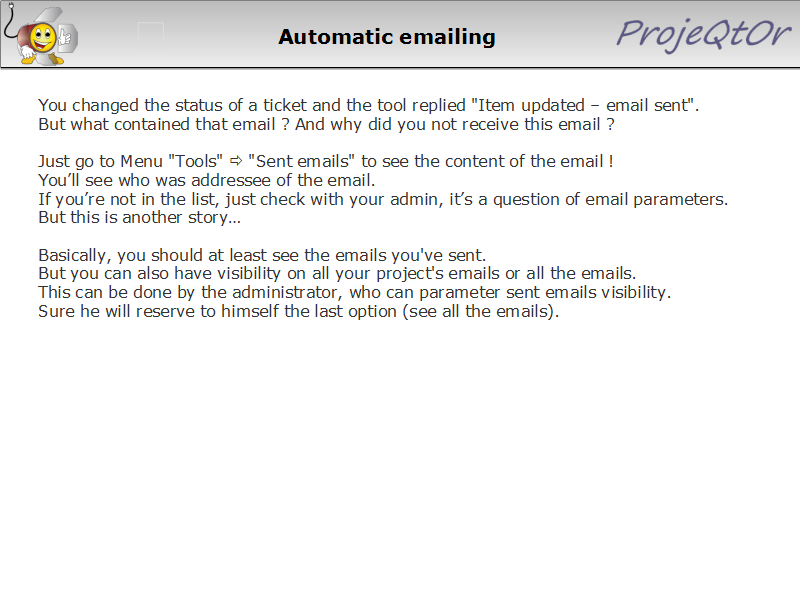 Automatic emailing
ProjeQtOr
You changed the status of a ticket and the tool replied "Item updated – email sent".
But what contained that email ? And why did you not receive this email ?
Just go to Menu "Tools" ⇨ "Sent emails" to see the content of the email !
You’ll see who was addressee of the email.
If you’re not in the list, just check with your admin, it’s a question of email parameters.
But this is another story…
Basically, you should at least see the emails you've sent.
But you can also have visibility on all your project's emails or all the emails.
This can be done by the administrator, who can parameter sent emails visibility.
Sure he will reserve to himself the last option (see all the emails).